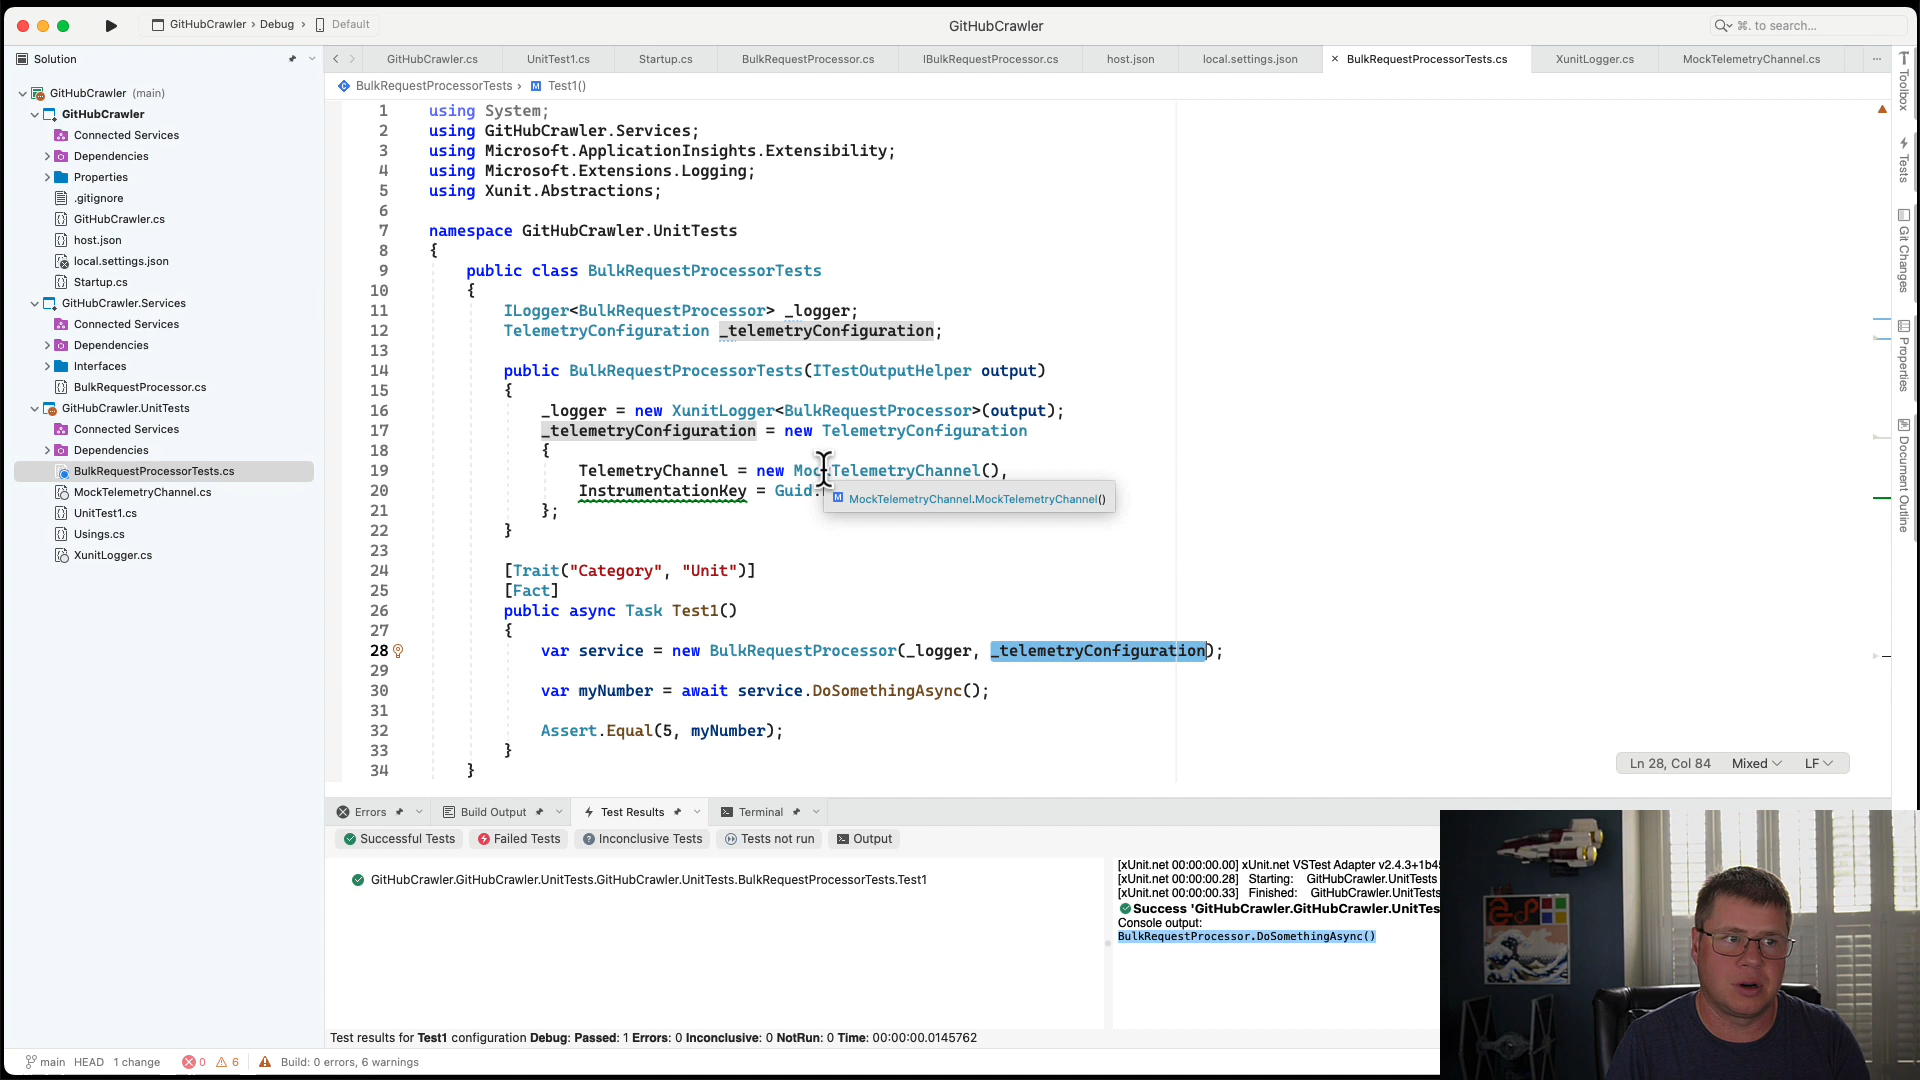 GitHubCrawler › Debug › Default
GitHubCrawler
⌘. to search...
Solution
GitHubCrawler.cs
UnitTest1.cs
Startup.cs
BulkRequestProcessor.cs
IBulkRequestProcessor.cs
host.json
local.settings.json
× BulkRequestProcessorTests.cs
XunitLogger.cs
MockTelemetryChannel.cs
BulkRequestProcessorTests › M Test1()
GitHubCrawler (main)
GitHubCrawler
Connected Services
Dependencies
Properties
.gitignore
GitHubCrawler.cs
host.json
local.settings.json
Startup.cs
GitHubCrawler.Services
Connected Services
Dependencies
Interfaces
BulkRequestProcessor.cs
GitHubCrawler.UnitTests
Connected Services
Dependencies
BulkRequestProcessorTests.cs
MockTelemetryChannel.cs
UnitTest1.cs
Usings.cs
XunitLogger.cs
1 using System;
2 using GitHubCrawler.Services;
3 using Microsoft.ApplicationInsights.Extensibility;
4 using Microsoft.Extensions.Logging;
5 using Xunit.Abstractions;
6
7 namespace GitHubCrawler.UnitTests
8 {
9 public class BulkRequestProcessorTests
10 {
11 ILogger<BulkRequestProcessor> _logger;
12 TelemetryConfiguration _telemetryConfiguration;
13
14 public BulkRequestProcessorTests(ITestOutputHelper output)
15 {
16 _logger = new XunitLogger<BulkRequestProcessor>(output);
17 _telemetryConfiguration = new TelemetryConfiguration
18 {
19 TelemetryChannel = new MockTelemetryChannel(),
20 InstrumentationKey = Guid.
M MockTelemetryChannel.MockTelemetryChannel()
21 };
22 }
23
24 [Trait("Category", "Unit")]
25 [Fact]
26 public async Task Test1()
27 {
28 var service = new BulkRequestProcessor(_logger, _telemetryConfiguration);
29
30 var myNumber = await service.DoSomethingAsync();
31
32 Assert.Equal(5, myNumber);
33 }
34 }
Ln 28, Col 84 Mixed LF
Toolbox
Tests
Git Changes
Properties
Document Outline
Errors
Build Output
Test Results
Terminal
Successful Tests
Failed Tests
Inconclusive Tests
Tests not run
Output
GitHubCrawler.GitHubCrawler.UnitTests.GitHubCrawler.UnitTests.BulkRequestProcessorTests.Test1
[xUnit.net 00:00:00.00] xUnit.net VSTest Adapter v2.4.3+1b45
[xUnit.net 00:00:00.28] Starting: GitHubCrawler.UnitTests
[xUnit.net 00:00:00.33] Finished: GitHubCrawler.UnitTests
Success 'GitHubCrawler.GitHubCrawler.UnitTes
Console output:
BulkRequestProcessor.DoSomethingAsync()
Test results for Test1 configuration Debug: Passed: 1 Errors: 0 Inconclusive: 0 NotRun: 0 Time: 00:00:00.0145762
main HEAD 1 change 0 6 Build: 0 errors, 6 warnings